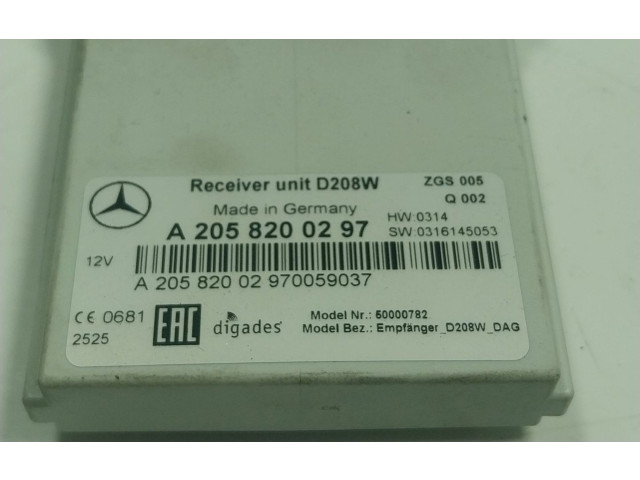 Receiver unit D208W
ZGS 005
Made in Germany
Q 002
A 205 820 02 97
HW:0314
SW:0316145053
12V
A 205 820 02 970059037
CE 0681
2525
EAC
digades
Model Nr.: 60000782
Model Bez.: Empfänger_D208W_DAG